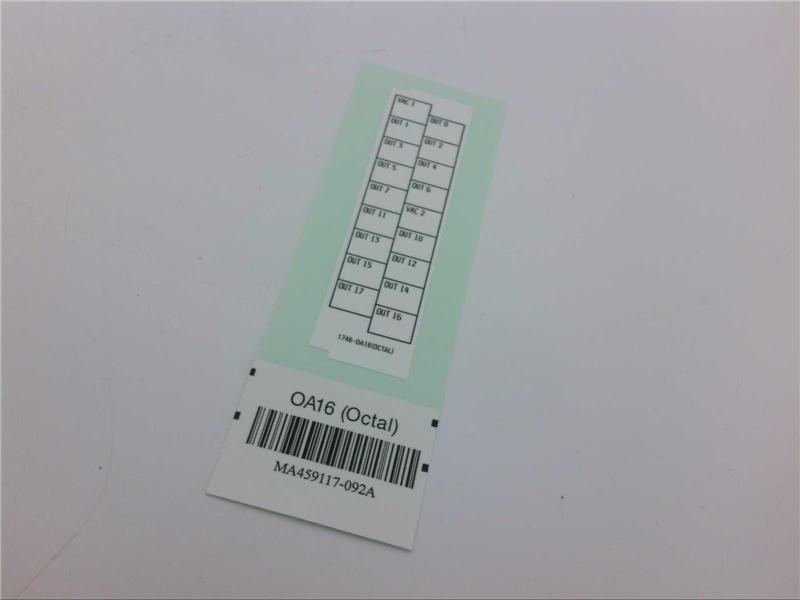 VAC 1
OUT 0
OUT 1
OUT 2
OUT 3
OUT 4
OUT 5
OUT 6
OUT 7
VAC 2
OUT 11
OUT 10
OUT 13
OUT 12
OUT 15
OUT 14
OUT 17
OUT 16
1746-OA16(OCTAL)
OA16 (Octal)
MA459117-092A